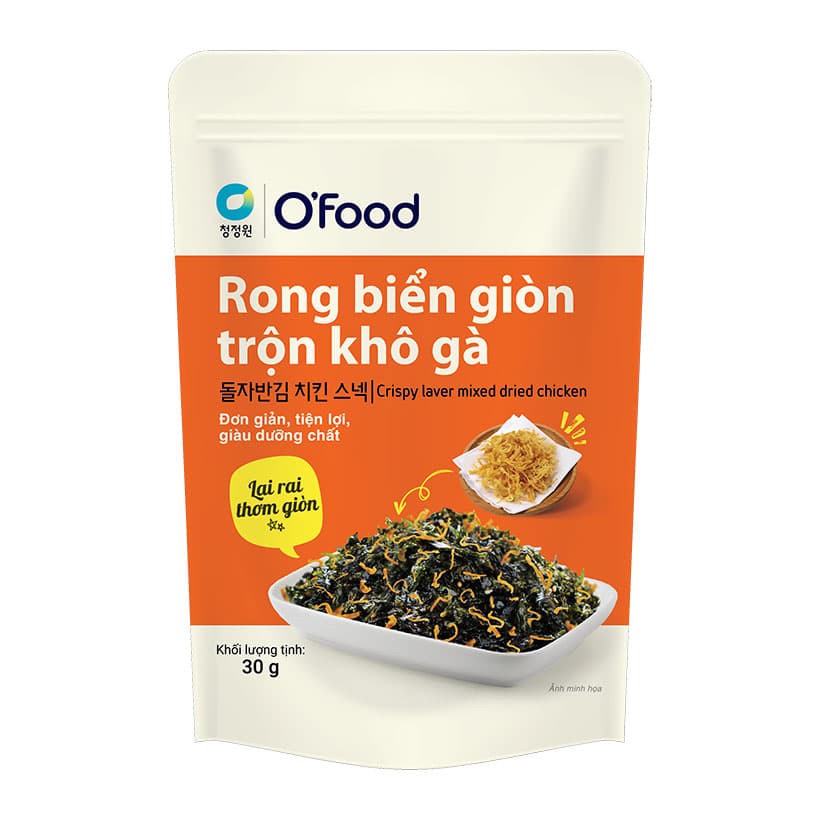 청정원
O'Food
Rong biển giòn
trộn khô gà
돌자반김 치킨 스넥|Crispy laver mixed dried chicken
Đơn giản, tiện lợi,
giàu dưỡng chất
Lai rai
thơm giòn
Khối lượng tịnh:
30 g
Ảnh minh họa